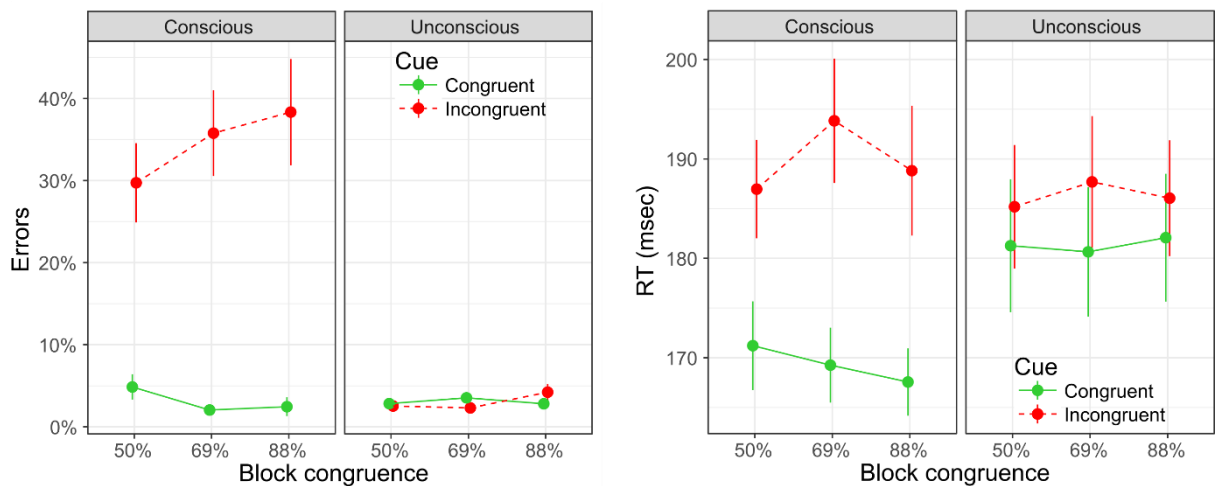 Conscious
Unconscious
Cue
Congruent
Incongruent
40%
30%
20%
10%
0%
Errors
50%
69%
88%
50%
69%
88%
Block congruence
Conscious
Unconscious
200
190
180
170
RT (msec)
Cue
Congruent
Incongruent
50%
69%
88%
50%
69%
88%
Block congruence